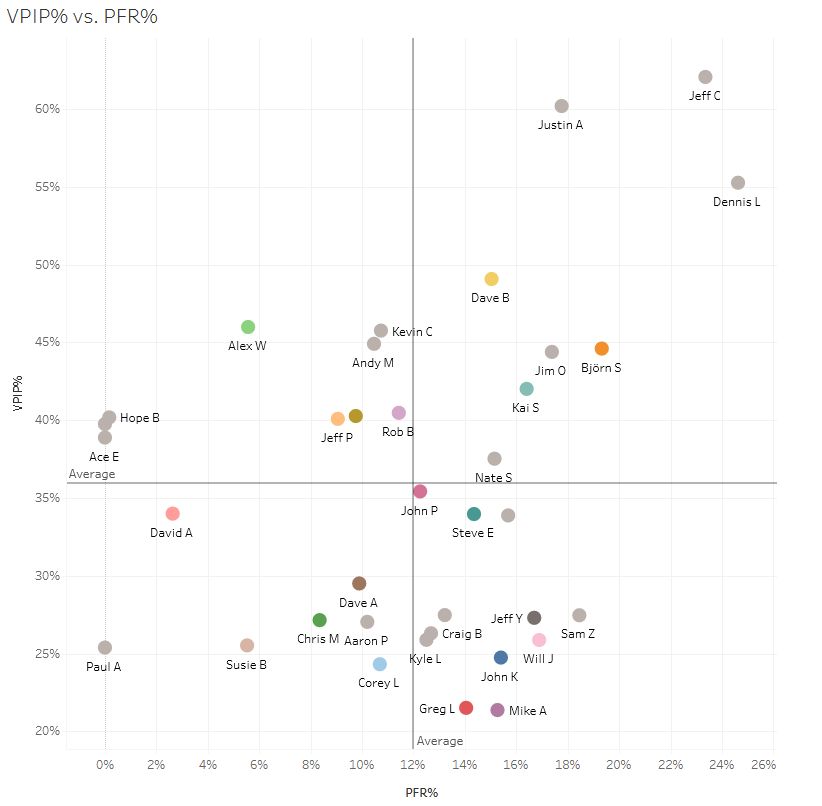 VPIP% vs. PFR%
60%
Jeff C
Justin A
55%
Dennis L
50%
Dave B
45%
Kevin C
Alex W
Andy M
Jim O
Björn S
Kai S
40%
Hope B
Jeff P
Rob B
Ace E
Nate S
VPIP%
Average
35%
John P
David A
Steve E
30%
Dave A
Jeff Y
Chris M
Aaron P
Craig B
Sam Z
25%
Paul A
Susie B
Kyle L
Will J
Corey L
John K
Greg L
Mike A
20%
Average
0%
2%
4%
6%
8%
10%
12%
14%
16%
18%
20%
22%
24%
26%
PFR%